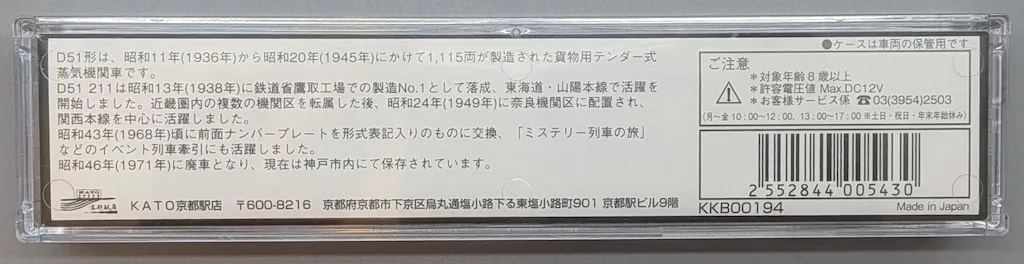 D51形は、昭和11年(1936年)から昭和20年(1945年)にかけて1,115両が製造された貨物用テンダー式
蒸気機関車です。
D51 211は昭和13年(1938年)に鉄道省鷹取工場での製造No.1として落成、東海道・山陽本線で活躍を
開始しました。近畿圏内の複数の機関区を転属した後、昭和24年(1949年)に奈良機関区に配置され、
関西本線を中心に活躍しました。
昭和43年(1968年)頃に前面ナンバープレートを形式表記入りのものに交換、「ミステリー列車の旅」
などのイベント列車牽引にも活躍しました。
昭和46年(1971年)に廃車となり、現在は神戸市内にて保存されています。
KATO
京都駅店
KATO京都駅店 〒600-8216 京都府京都市下京区烏丸通塩小路下る東塩小路町901 京都駅ビル9階
●ケースは車両の保管用です
ご注意
*対象年齢8歳以上
*許容電圧値 Max.DC12V
*お客様サービス係 ☎03(3954)2503
(月〜金 10:00〜12:00、13:00〜17:00 ※土日・祝日・年末年始休み)
2 552844 005430
KKB00194
Made in Japan